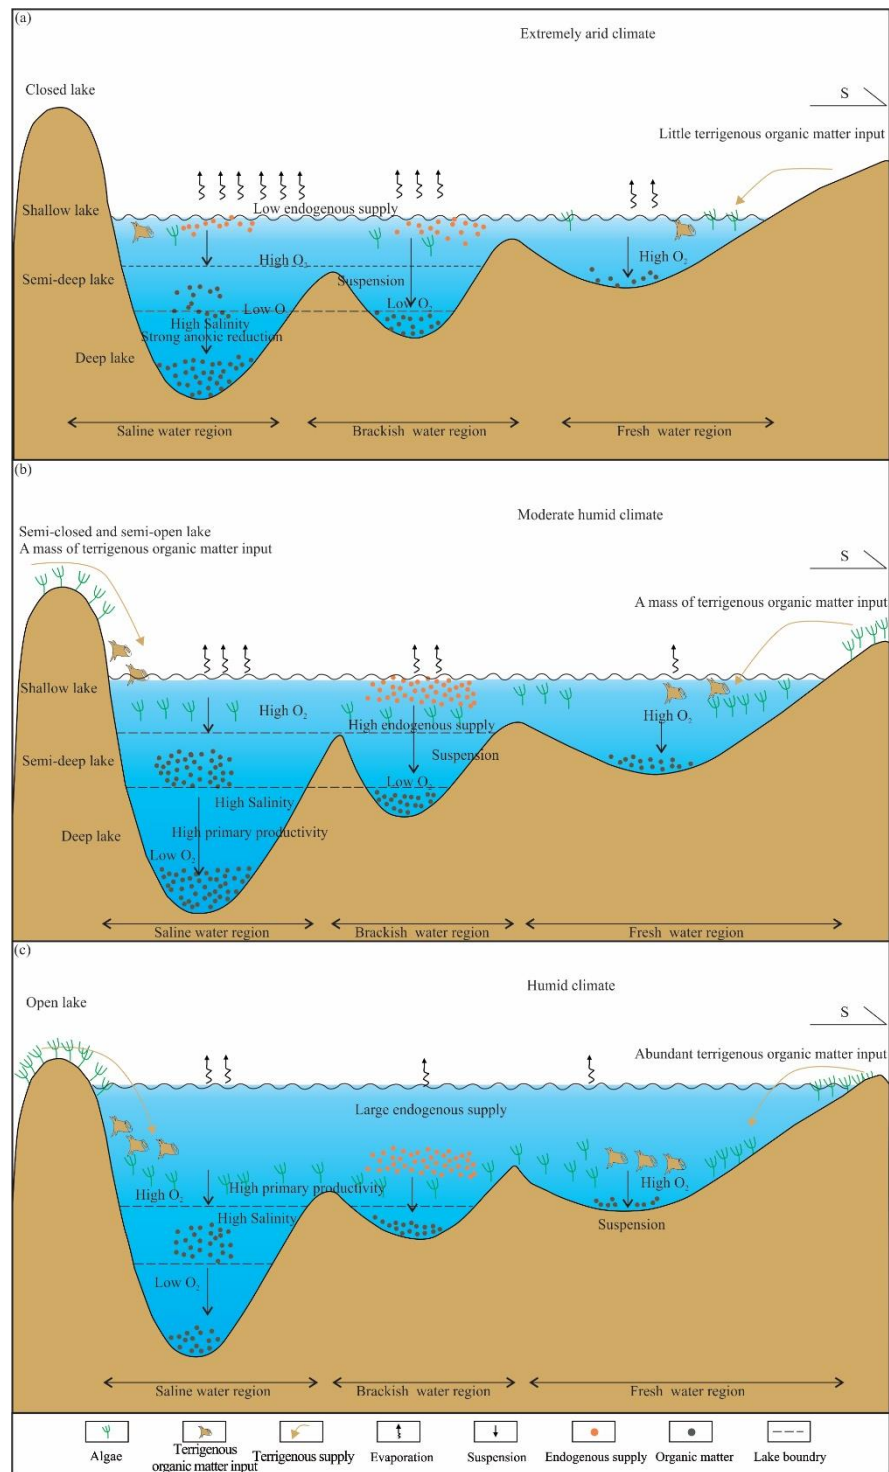 (a)
Extremely arid climate
Closed lake
S
Little terrigenous organic matter input
Shallow lake
Low endogenous supply
High O₂
High O₂
Semi-deep lake
Suspension
Low O
Low O₂
High Salinity
Strong anoxic reduction
Deep lake
Saline water region
Brackish water region
Fresh water region
(b)
Moderate humid climate
Semi-closed and semi-open lake
A mass of terrigenous organic matter input
S
A mass of terrigenous organic matter input
Shallow lake
High O₂
High endogenous supply
High O₂
Semi-deep lake
Suspension
Low O₂
High Salinity
Deep lake
High primary productivity
Low O₂
Saline water region
Brackish water region
Fresh water region
(c)
Humid climate
Open lake
S
Abundant terrigenous organic matter input
Large endogenous supply
High O₂
High primary productivity
High O₂
High Salinity
Suspension
Low O₂
Saline water region
Brackish water region
Fresh water region
Algae
Terrigenous
organic matter input
Terrigenous supply
Evaporation
Suspension
Endogenous supply
Organic matter
Lake boundry